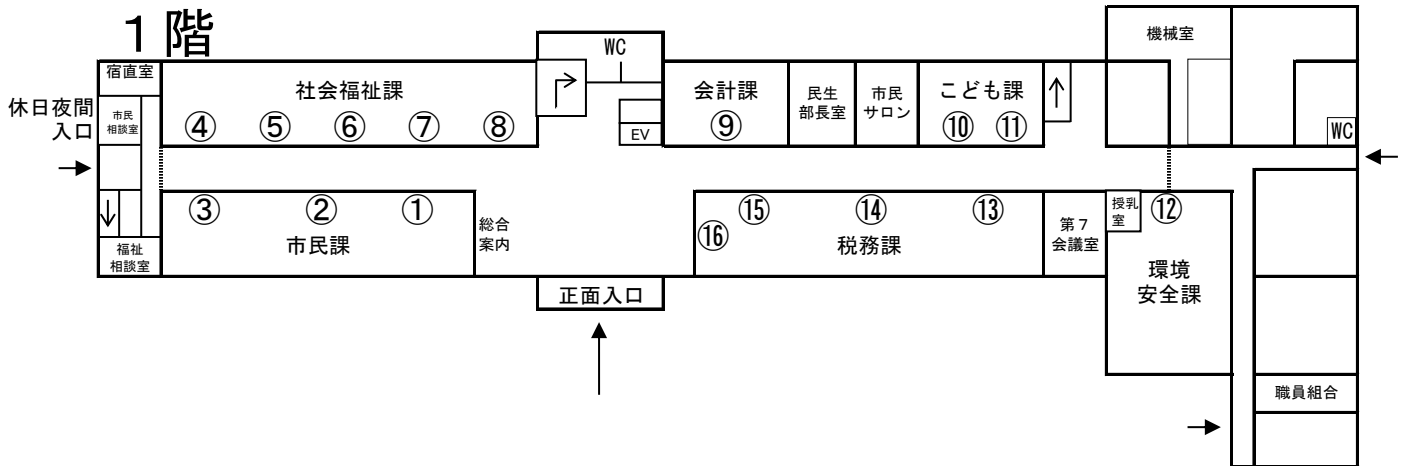 1階
宿直室
休日夜間
入口
市民
相談室
社会福祉課
④ ⑤ ⑥ ⑦ ⑧
WC
EV
会計課
⑨
民生
部長室
市民
サロン
こども課
⑩ ⑪
機械室
WC
③ ② ①
市民課
総合
案内
福祉
相談室
正面入口
⑯ ⑮ ⑭ ⑬
税務課
第7
会議室
授乳
室
⑫
環境
安全課
職員組合